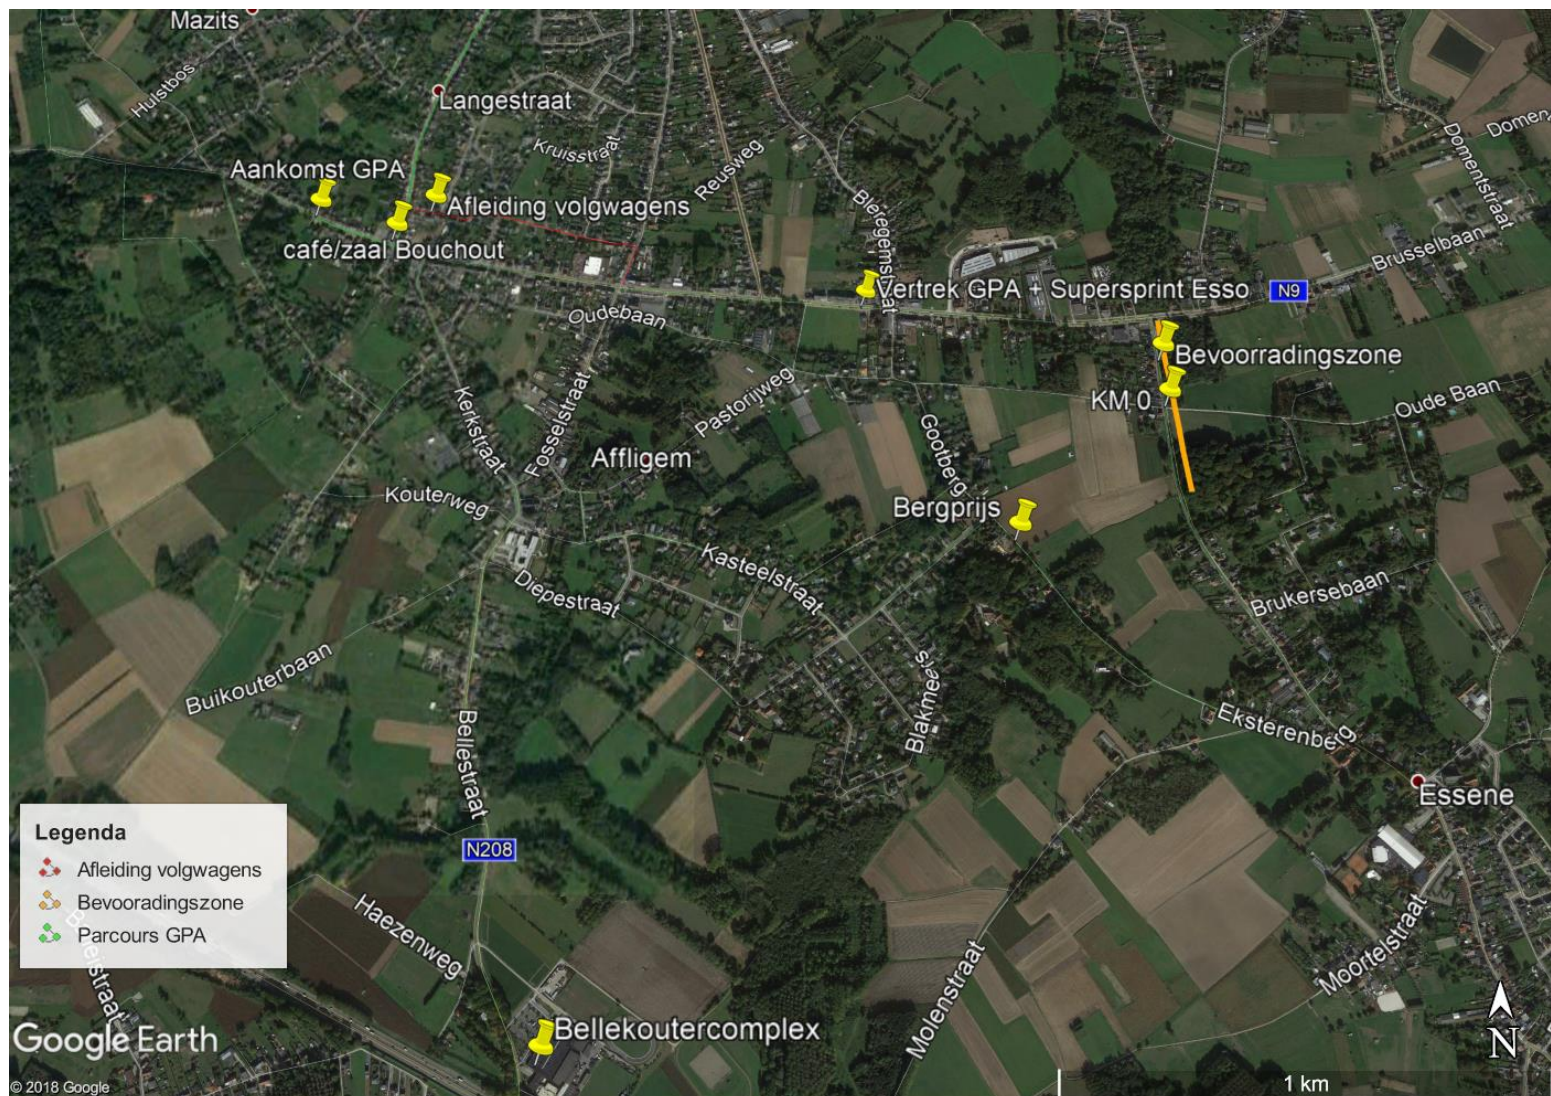 Mazits
Hulstbos
Langestraat
Kruisstraat
Reusweg
Domen
Domentstraat
Aankomst GPA
Afleiding volgwagens
café/zaal Bouchout
Bleregemstraat
Brusselbaan
Vertrek GPA + Supersprint Esso
N9
Oudebaan
Bevoorradingszone
KM 0
Oude Baan
Pastorijweg
Kerkstraat
Fosselstraat
Gootberg
Affligem
Kouterweg
Bergprijs
Kasteelstraat
Diepestraat
Brukersebaan
Buikouterbaan
Blakmeers
Bellestraat
Eksterenberg
Essene
N208
Legenda
Afleiding volgwagens
Bevooradingszone
Parcours GPA
Haezenweg
Molenstraat
Moortelstraat
Bellekoutercomplex
N
Google Earth
© 2018 Google
1 km